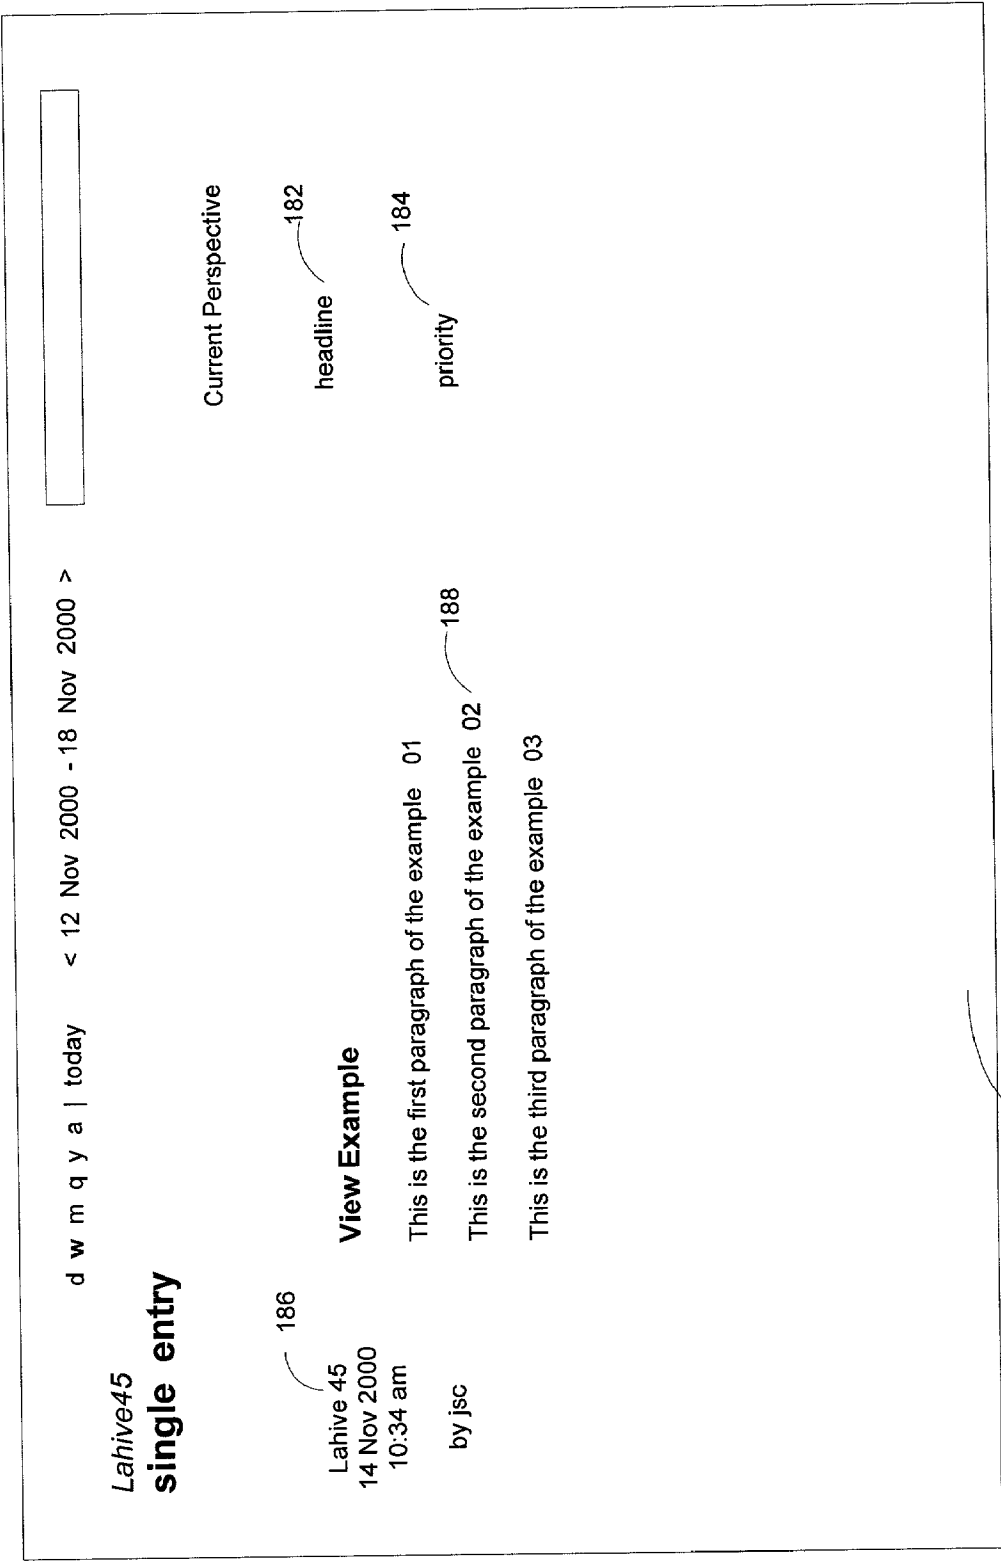 d w m q y a | today < 12 Nov 2000 - 18 Nov 2000 >
Lahive45
single entry
Current Perspective
186
182
Lahive 45
14 Nov 2000
10:34 am
by jsc
View Example
headline
184
This is the first paragraph of the example 01
188
priority
This is the second paragraph of the example 02
This is the third paragraph of the example 03